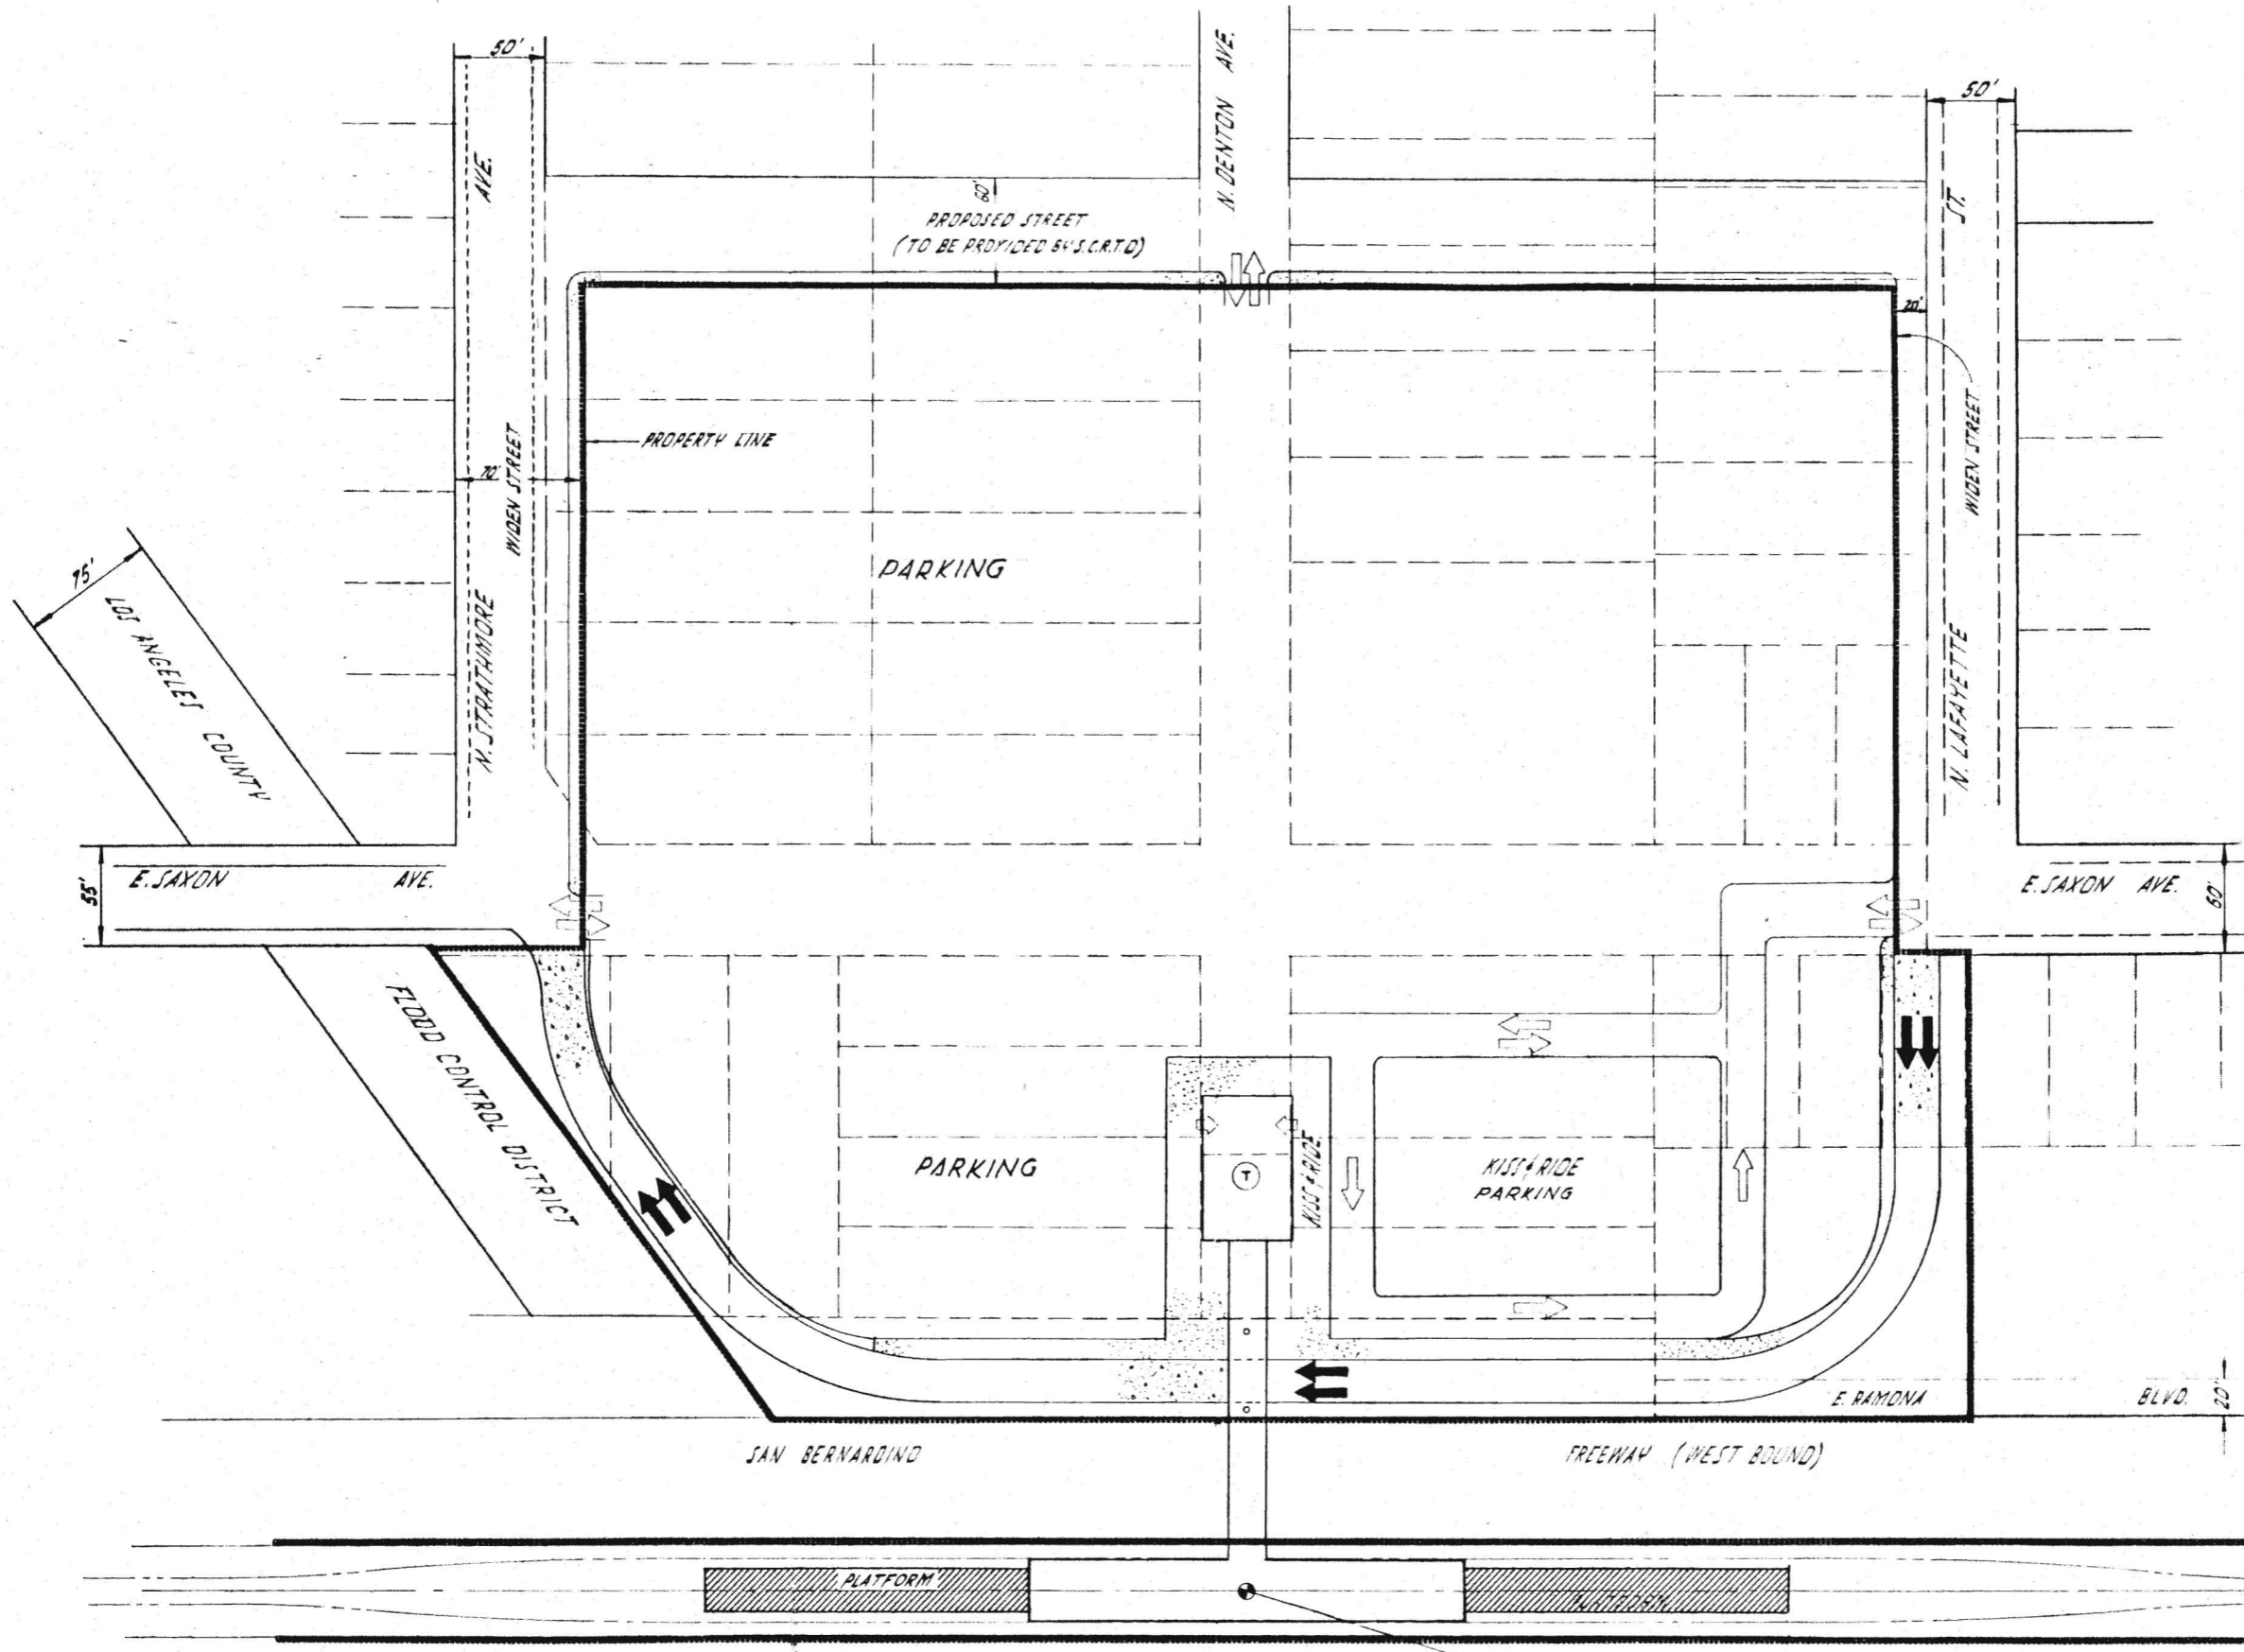 50'
N. DENTON AVE.
50'
AVE.
ST.
60'
PROPOSED STREET
(TO BE PROVIDED BY S.C.R.T.D)
20'
WIDEN STREET
PROPERTY LINE
70'
WIDEN STREET
PARKING
75'
LOS ANGELES COUNTY
N. STRATHMORE
N. LAFAYETTE
55'
E. SAXON AVE.
E. SAXON AVE.
60'
FLOOD CONTROL DISTRICT
PARKING
T
KISS & RIDE
KISS & RIDE
PARKING
E. RAMONA BLVD.
20'
SAN BERNARDINO FREEWAY (WEST BOUND)
PLATFORM
PLATFORM